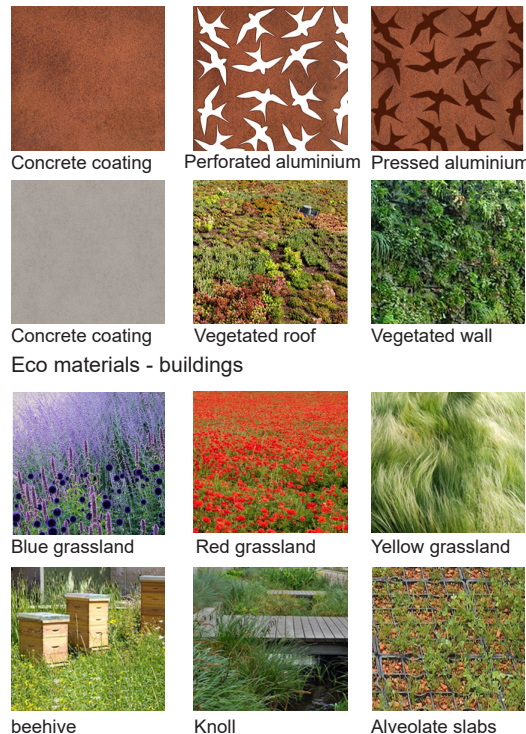 Concrete coating
Perforated aluminium
Pressed aluminium
Concrete coating
Vegetated roof
Vegetated wall
Eco materials - buildings
Blue grassland
Red grassland
Yellow grassland
beehive
Knoll
Alveolate slabs